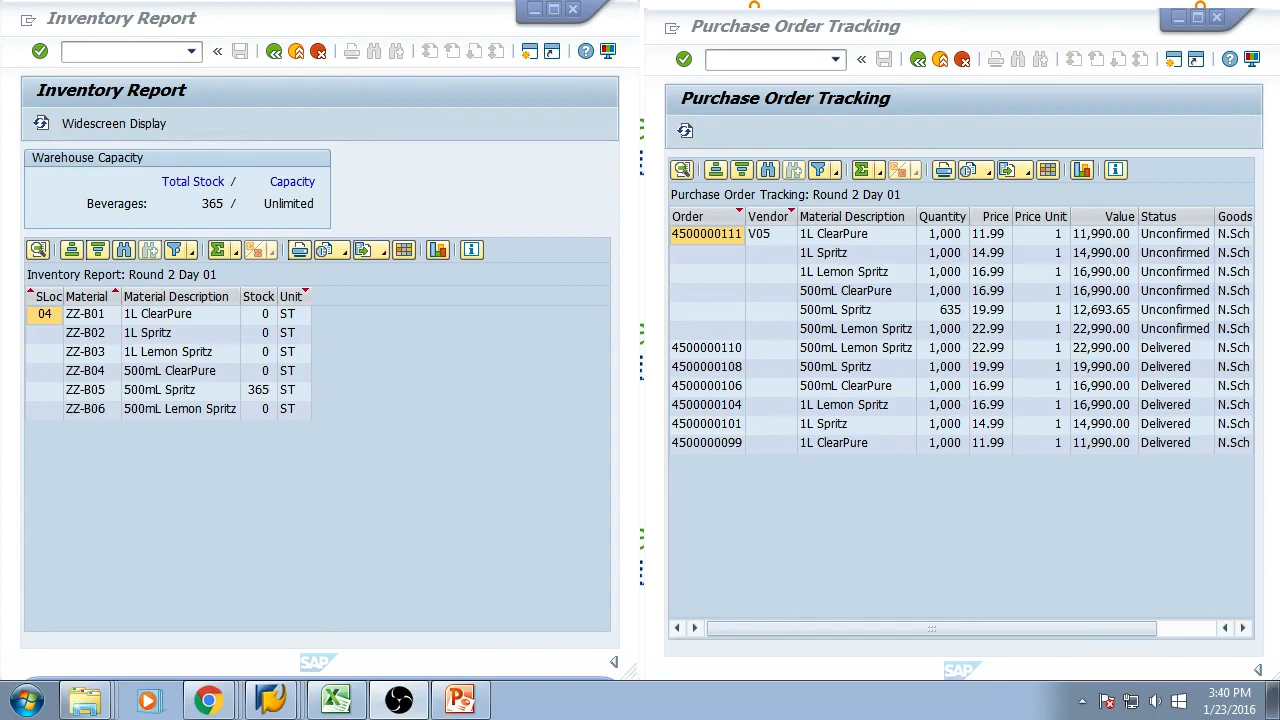 Inventory Report
Inventory Report
Widescreen Display
Warehouse Capacity
Total Stock / Capacity
Beverages: 365 / Unlimited
Inventory Report: Round 2 Day 01
SLoc Material Material Description Stock Unit
04 ZZ-B01 1L ClearPure 0 ST
ZZ-B02 1L Spritz 0 ST
ZZ-B03 1L Lemon Spritz 0 ST
ZZ-B04 500mL ClearPure 0 ST
ZZ-B05 500mL Spritz 365 ST
ZZ-B06 500mL Lemon Spritz 0 ST
SAP
Purchase Order Tracking
Purchase Order Tracking
Purchase Order Tracking: Round 2 Day 01
Order Vendor Material Description Quantity Price Price Unit Value Status Goods
4500000111 V05 1L ClearPure 1,000 11.99 1 11,990.00 Unconfirmed N.Sch
1L Spritz 1,000 14.99 1 14,990.00 Unconfirmed N.Sch
1L Lemon Spritz 1,000 16.99 1 16,990.00 Unconfirmed N.Sch
500mL ClearPure 1,000 16.99 1 16,990.00 Unconfirmed N.Sch
500mL Spritz 635 19.99 1 12,693.65 Unconfirmed N.Sch
500mL Lemon Spritz 1,000 22.99 1 22,990.00 Unconfirmed N.Sch
4500000110 500mL Lemon Spritz 1,000 22.99 1 22,990.00 Delivered N.Sch
4500000108 500mL Spritz 1,000 19.99 1 19,990.00 Delivered N.Sch
4500000106 500mL ClearPure 1,000 16.99 1 16,990.00 Delivered N.Sch
4500000104 1L Lemon Spritz 1,000 16.99 1 16,990.00 Delivered N.Sch
4500000101 1L Spritz 1,000 14.99 1 14,990.00 Delivered N.Sch
4500000099 1L ClearPure 1,000 11.99 1 11,990.00 Delivered N.Sch
SAP
3:40 PM
1/23/2016